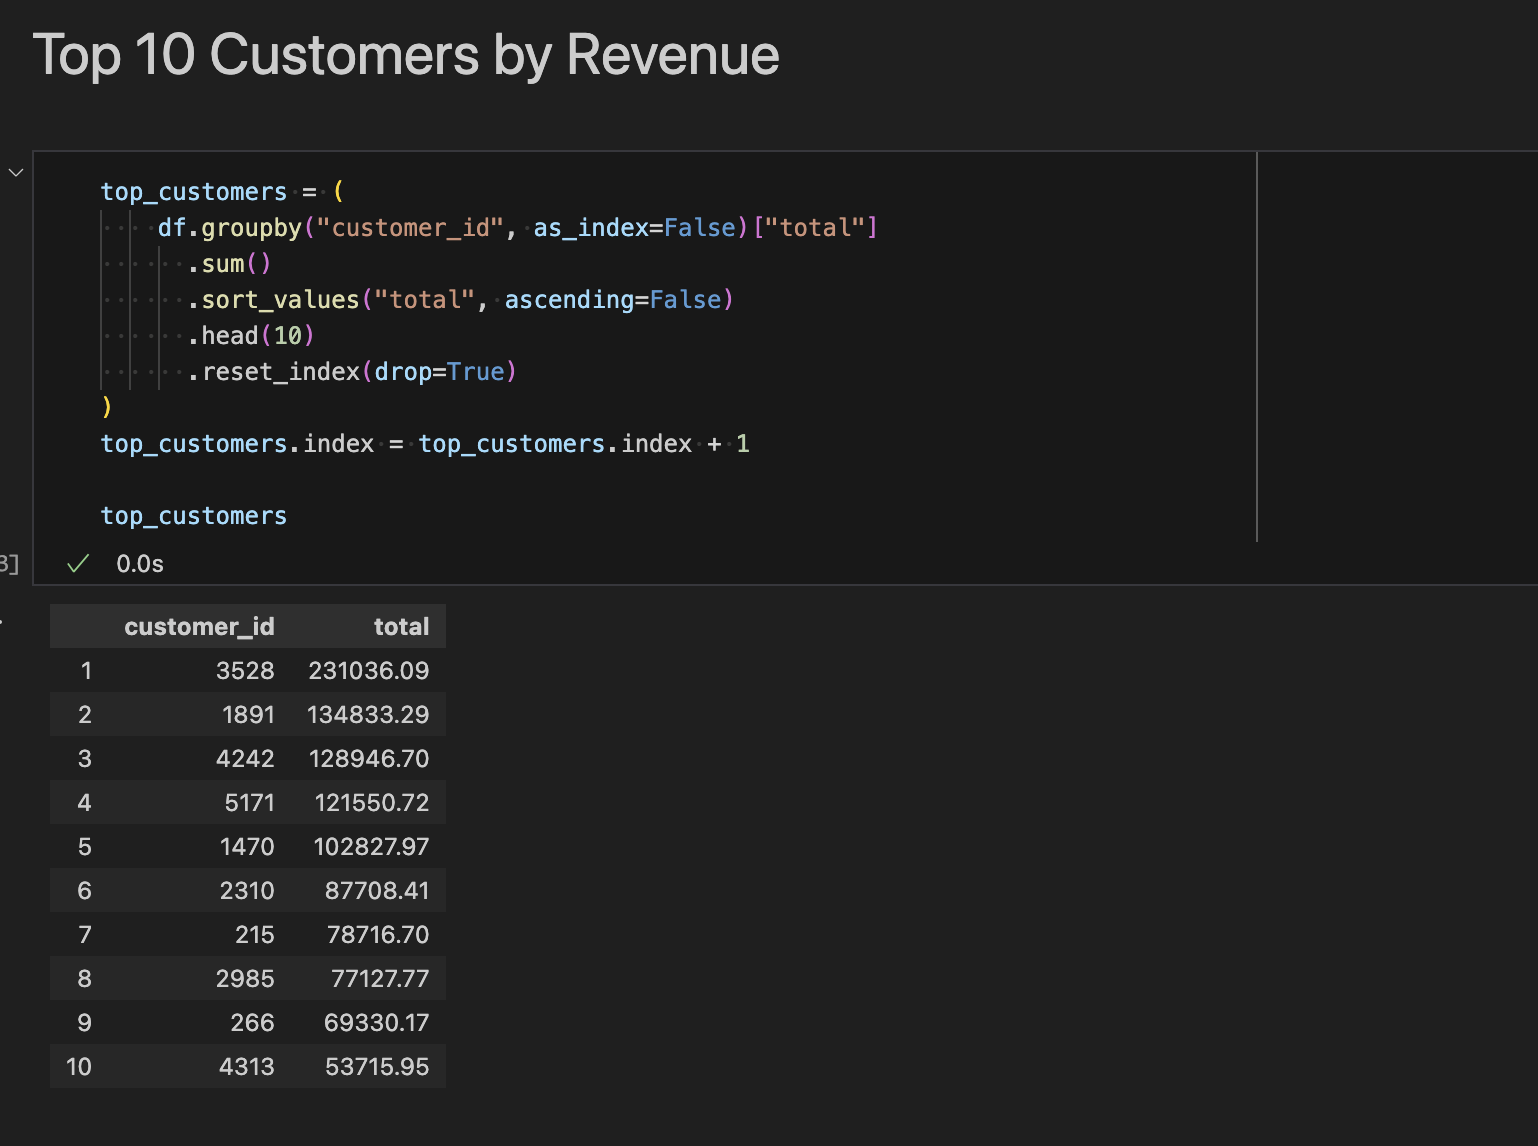 Top 10 Customers by Revenue
top_customers = (
    df.groupby("customer_id", as_index=False)["total"]
      .sum()
      .sort_values("total", ascending=False)
      .head(10)
      .reset_index(drop=True)
)
top_customers.index = top_customers.index + 1
top_customers
3]
0.0s
customer_id total
1 3528 231036.09
2 1891 134833.29
3 4242 128946.70
4 5171 121550.72
5 1470 102827.97
6 2310 87708.41
7 215 78716.70
8 2985 77127.77
9 266 69330.17
10 4313 53715.95